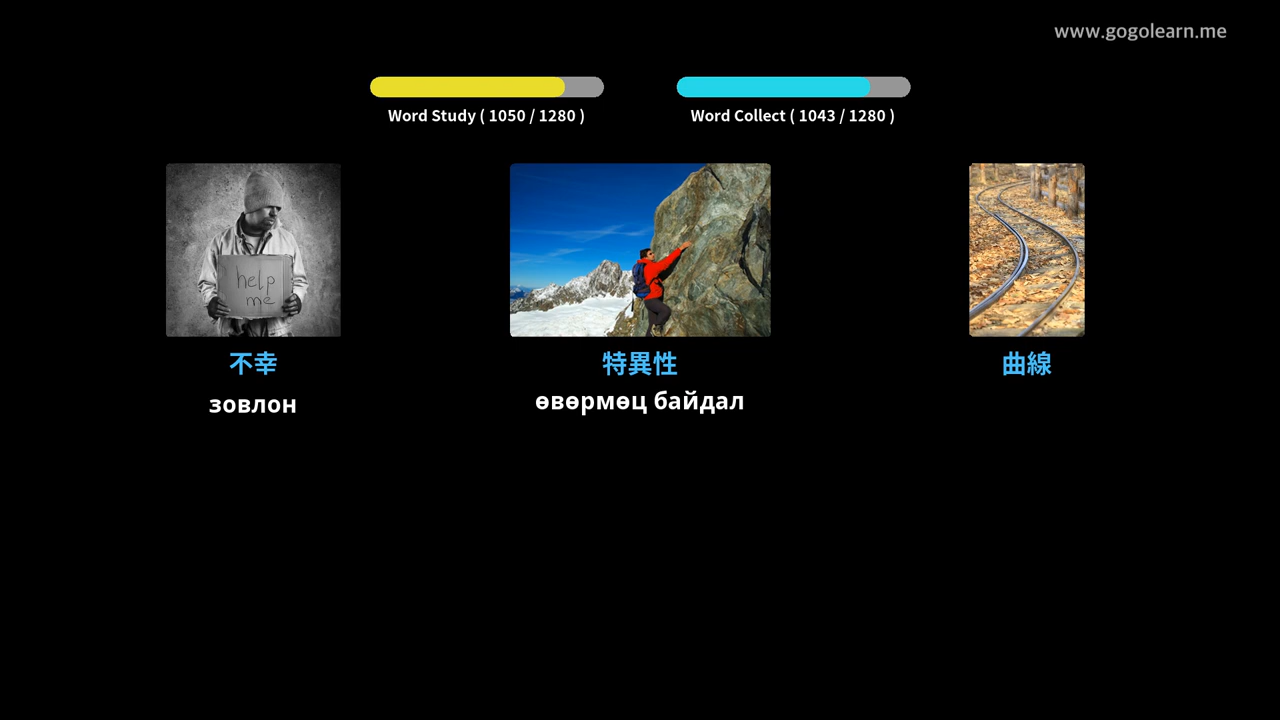 www.gogolearn.me
Word Study ( 1050 / 1280 )
Word Collect ( 1043 / 1280 )
help
me
不幸
特異性
曲線
зовлон
өвөрмөц байдал